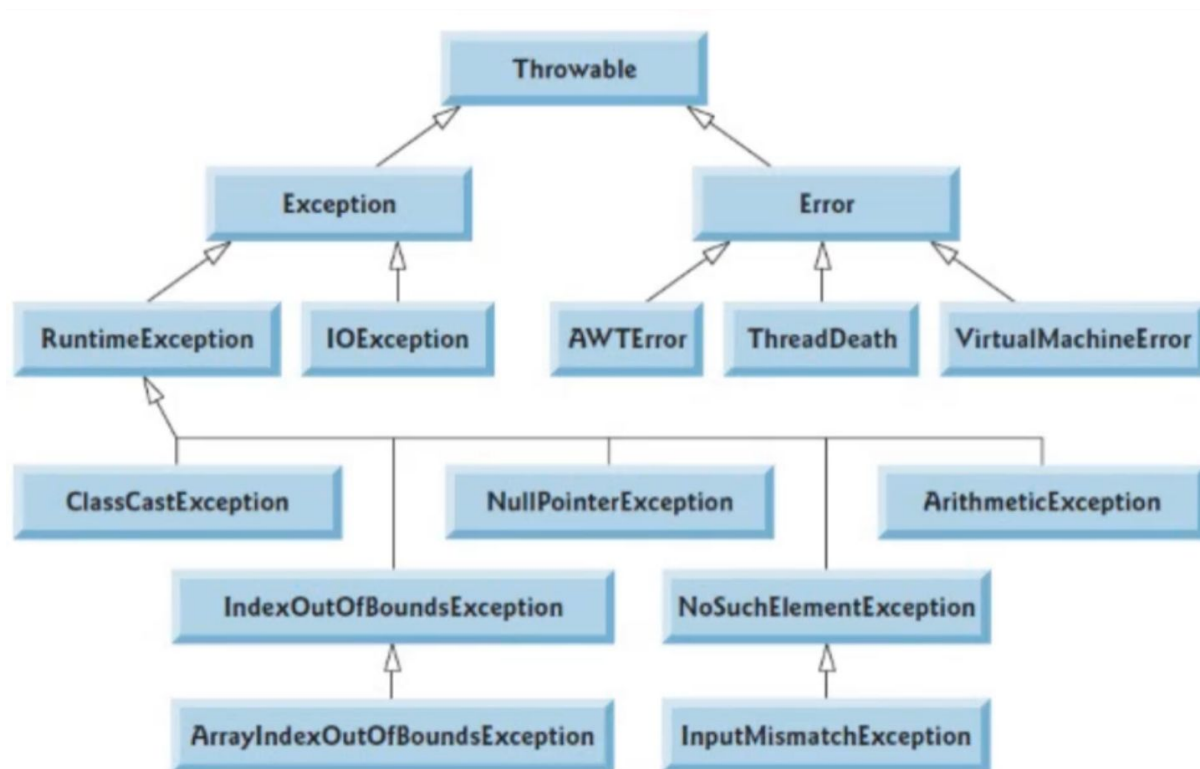 Throwable
Exception
Error
RuntimeException
IOException
AWTError
ThreadDeath
VirtualMachineError
ClassCastException
NullPointerException
ArithmeticException
IndexOutOfBoundsException
NoSuchElementException
ArrayIndexOutOfBoundsException
InputMismatchException